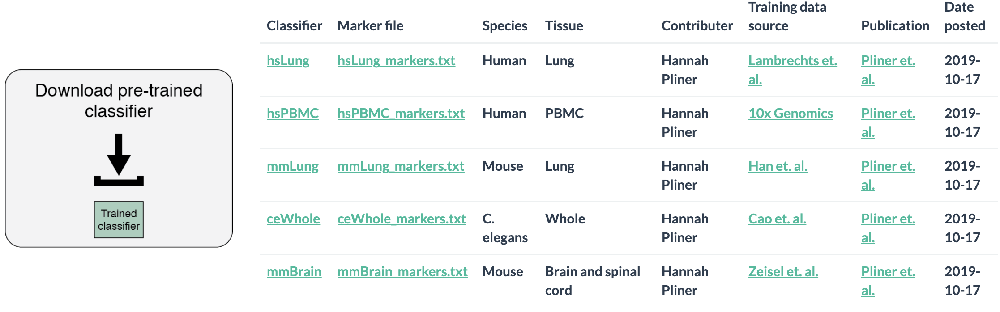 Download pre-trained
classifier
Trained
classifier
Training data Date
Classifier Marker file Species Tissue Contributer source Publication posted
hsLung hsLung_markers.txt Human Lung Hannah Lambrechts et. Pliner et. 2019-
Pliner al. al. 10-17
hsPBMC hsPBMC_markers.txt Human PBMC Hannah 10x Genomics Pliner et. 2019-
Pliner al. 10-17
mmLung mmLung_markers.txt Mouse Lung Hannah Han et. al. Pliner et. 2019-
Pliner al. 10-17
ceWhole ceWhole_markers.txt C. Whole Hannah Cao et. al. Pliner et. 2019-
elegans Pliner al. 10-17
mmBrain mmBrain_markers.txt Mouse Brain and spinal Hannah Zeisel et. al. Pliner et. 2019-
cord Pliner al. 10-17